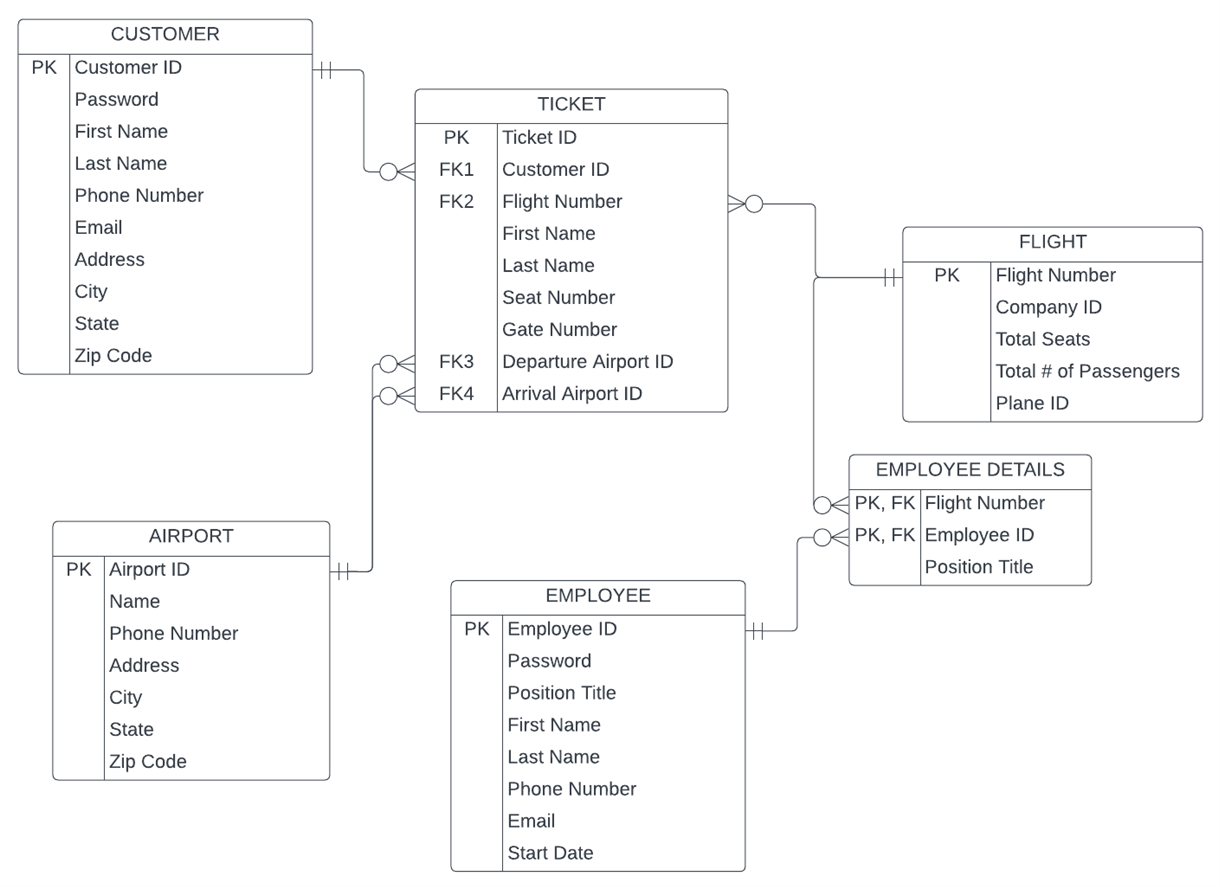 CUSTOMER
PK Customer ID
Password
First Name
Last Name
Phone Number
Email
Address
City
State
Zip Code
TICKET
PK Ticket ID
FK1 Customer ID
FK2 Flight Number
First Name
Last Name
Seat Number
Gate Number
FK3 Departure Airport ID
FK4 Arrival Airport ID
FLIGHT
PK Flight Number
Company ID
Total Seats
Total # of Passengers
Plane ID
EMPLOYEE DETAILS
PK, FK Flight Number
PK, FK Employee ID
Position Title
AIRPORT
PK Airport ID
Name
Phone Number
Address
City
State
Zip Code
EMPLOYEE
PK Employee ID
Password
Position Title
First Name
Last Name
Phone Number
Email
Start Date